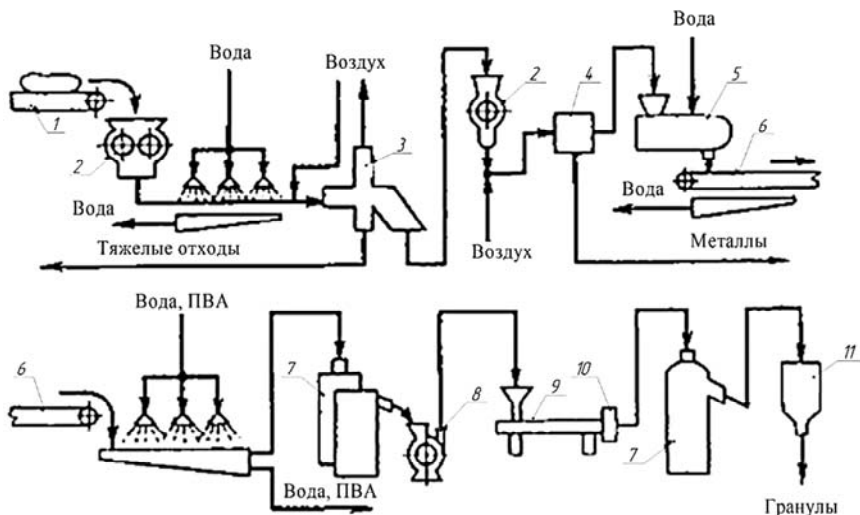 Вода
Воздух
1
2
3
2
4
Вода
5
6
Вода
Тяжелые отходы
Воздух
Вода
Металлы
Вода, ПВА
6
7
8
9
10
7
11
Вода, ПВА
Гранулы